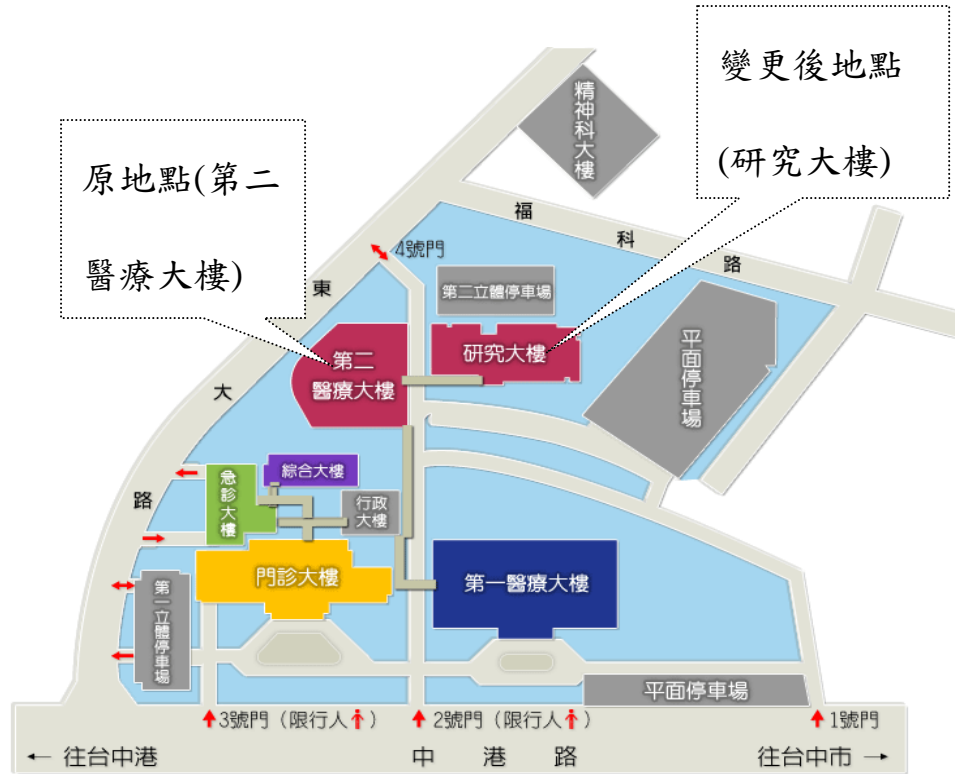 變更後地點
(研究大樓)
原地點(第二
醫療大樓)
精神科大樓
福科路
4號門
東大路
第二立體停車場
研究大樓
第二
醫療大樓
平面停車場
綜合大樓
急診大樓
行政
大樓
門診大樓
第一醫療大樓
第一立體停車場
平面停車場
3號門（限行人）
2號門（限行人）
1號門
← 往台中港
中港路
往台中市 →